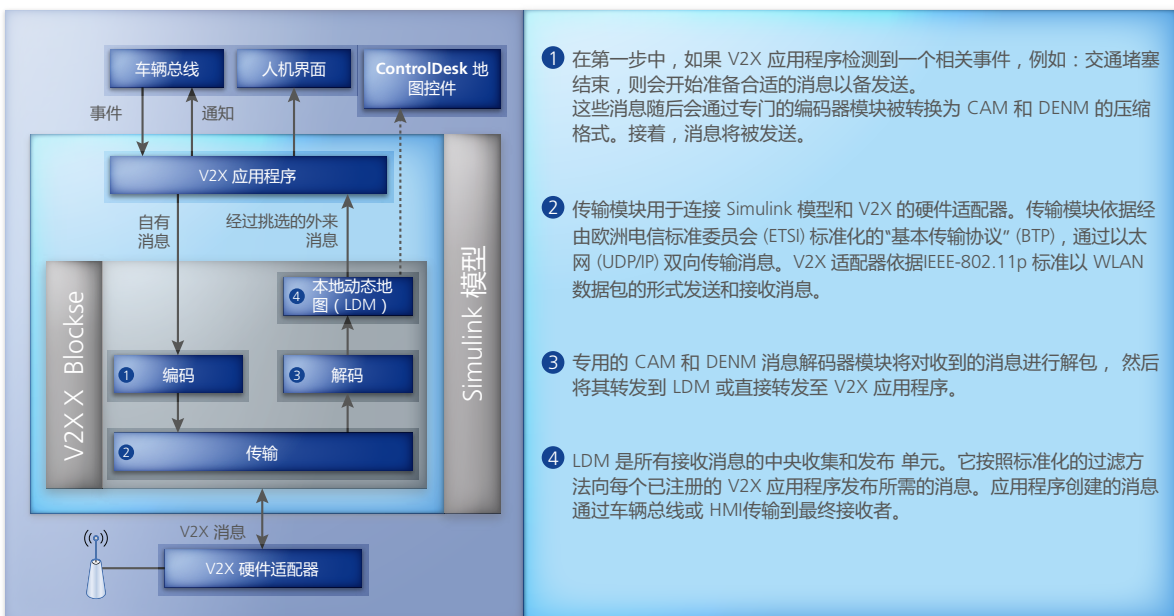 车辆总线
人机界面
ControlDesk 地
图控件
事件
通知
V2X 应用程序
自有
消息
经过挑选的外来
消息
4 本地动态地
图（LDM）
1 编码
3 解码
2 传输
V2X X Blockse
Simulink 模型
V2X 消息
V2X 硬件适配器
1 在第一步中，如果 V2X 应用程序检测到一个相关事件，例如：交通堵塞
结束，则会开始准备合适的消息以备发送。
这些消息随后会通过专门的编码器模块被转换为 CAM 和 DENM 的压缩
格式。接着，消息将被发送。
2 传输模块用于连接 Simulink 模型和 V2X 的硬件适配器。传输模块依据经
由欧洲电信标准委员会 (ETSI) 标准化的“基本传输协议” (BTP)，通过以太
网 (UDP/IP) 双向传输消息。V2X 适配器依据IEEE-802.11p 标准以 WLAN
数据包的形式发送和接收消息。
3 专用的 CAM 和 DENM 消息解码器模块将对收到的消息进行解包， 然后
将其转发到 LDM 或直接转发至 V2X 应用程序。
4 LDM 是所有接收消息的中央收集和发布 单元。它按照标准化的过滤方
法向每个已注册的 V2X 应用程序发布所需的消息。应用程序创建的消息
通过车辆总线或 HMI传输到最终接收者。